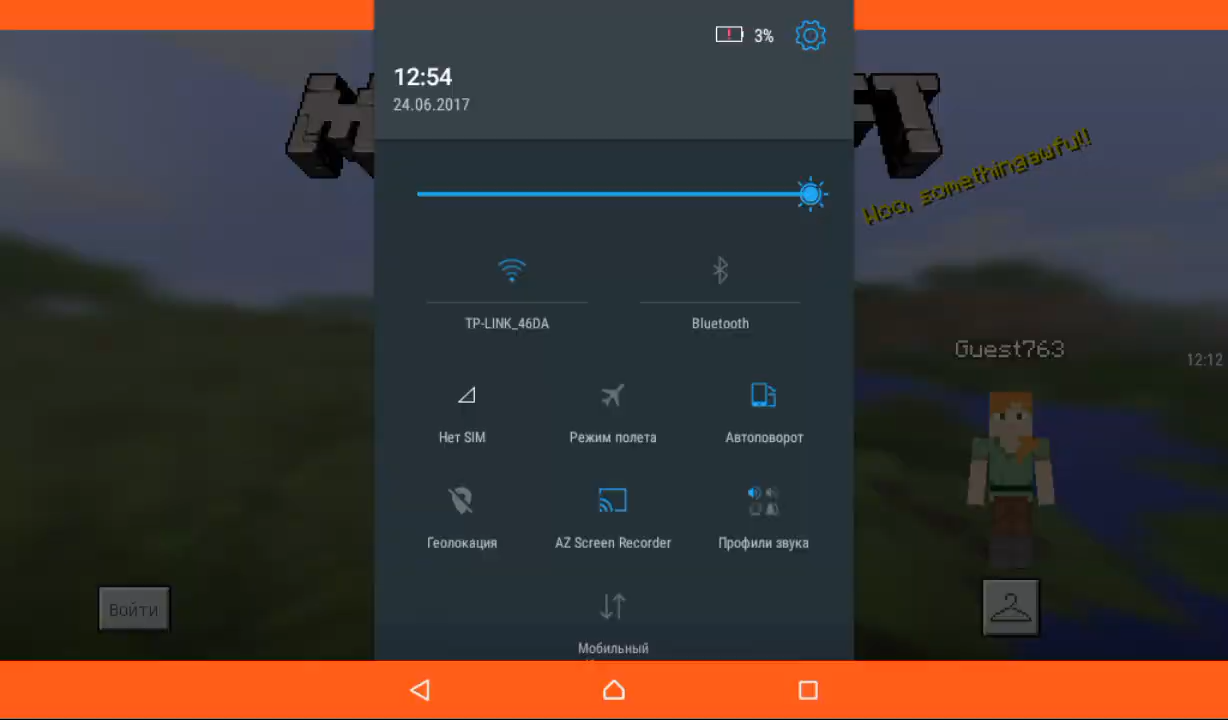 3%
12:54
24.06.2017
Woo, somethingawful!
TP-LINK_46DA
Bluetooth
Guest763
12:12
Нет SIM
Режим полета
Автоповорот
Геолокация
AZ Screen Recorder
Профили звука
Войти
Мобильный